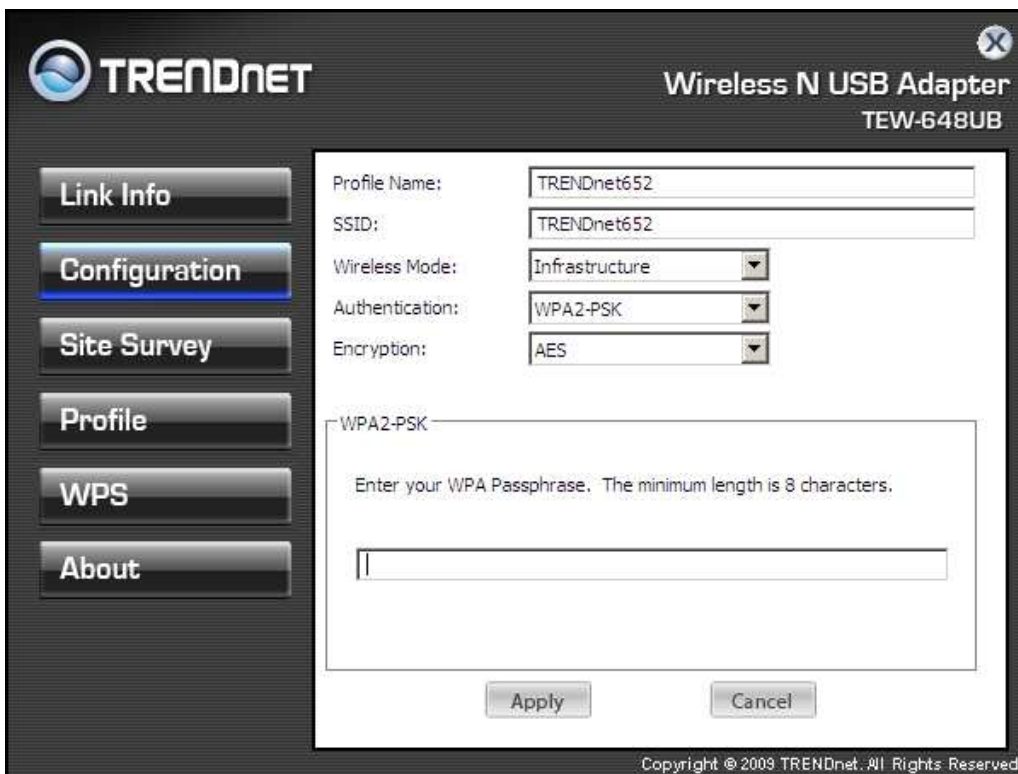 TRENDNET
Wireless N USB Adapter
TEW-648UB
Link Info
Configuration
Site Survey
Profile
WPS
About
Profile Name: TRENDnet652
SSID: TRENDnet652
Wireless Mode: Infrastructure
Authentication: WPA2-PSK
Encryption: AES
WPA2-PSK
Enter your WPA Passphrase. The minimum length is 8 characters.
Apply Cancel
Copyright © 2009 TRENDnet. All Rights Reserved